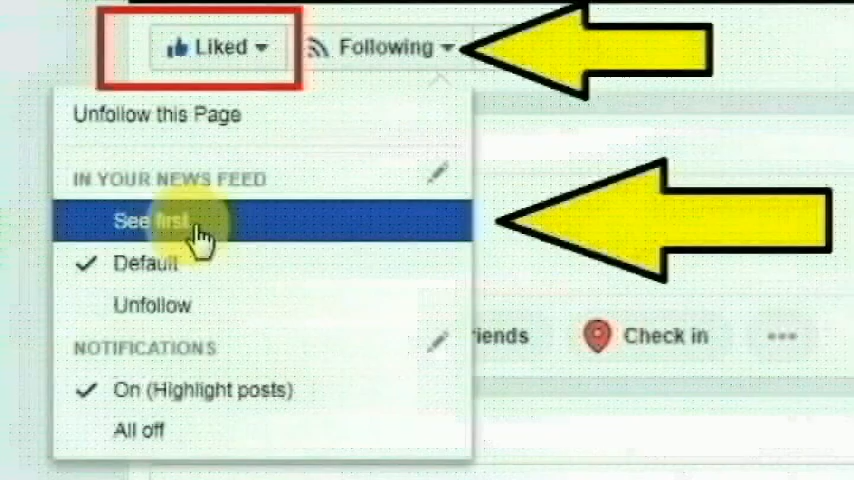 Liked Following
Unfollow this Page
IN YOUR NEWS FEED
See first
Default
Unfollow
riends Check in
NOTIFICATIONS
On (Highlight posts)
All off